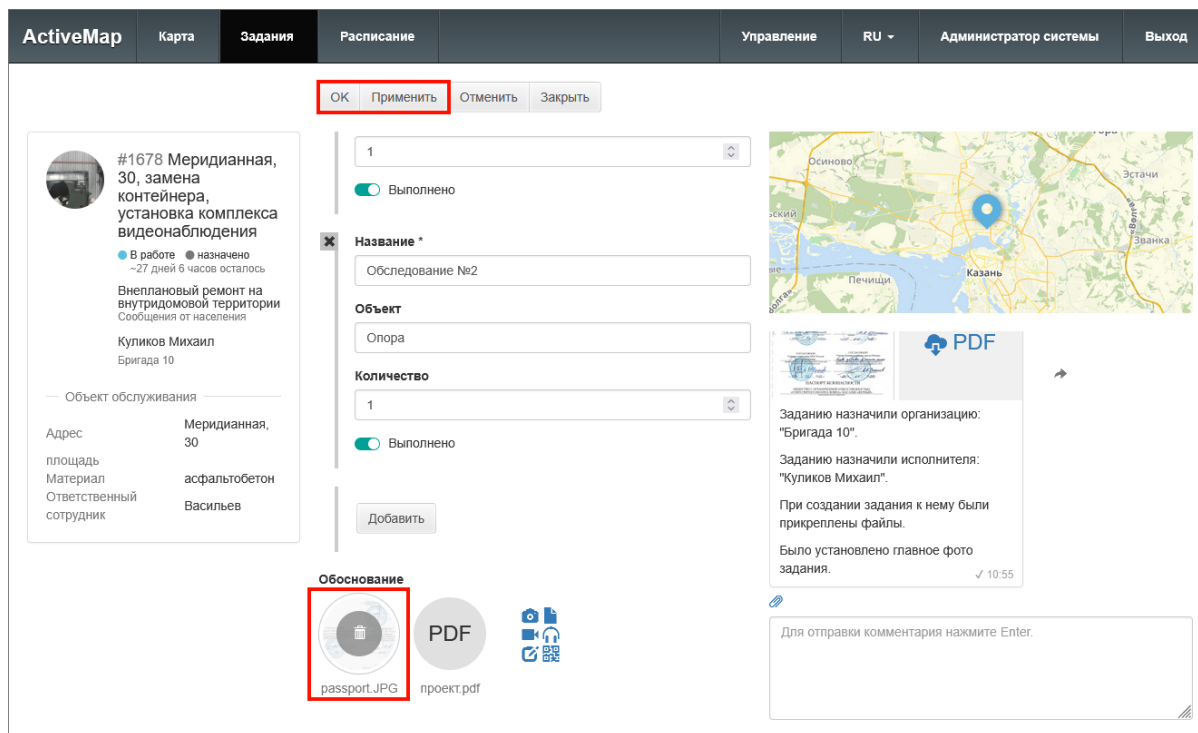 ActiveMap Карта Задания Расписание Управление RU Администратор системы Выход
OK Применить Отменить Закрыть
#1678 Меридианная,
30, замена
контейнера,
установка комплекса
видеонаблюдения
В работе назначено
~27 дней 6 часов осталось
Внеплановый ремонт на
внутридомовой территории
Сообщения от населения
Куликов Михаил
Бригада 10
Объект обслуживания
Адрес Меридианная,
30
площадь
Материал асфальтобетон
Ответственный
сотрудник Васильев
1
Выполнено
Название *
Обследование №2
Объект
Опора
Количество
1
Выполнено
Добавить
Обоснование
PDF
passport.JPG проект.pdf
Осиново
Эстачи
Званка
Казань
Печищи
PDF
ПАСПОРТ БЕЗОПАСНОСТИ
Заданию назначили организацию:
"Бригада 10".
Заданию назначили исполнителя:
"Куликов Михаил".
При создании задания к нему были
прикреплены файлы.
Было установлено главное фото
задания.
10:55
Для отправки комментария нажмите Enter.